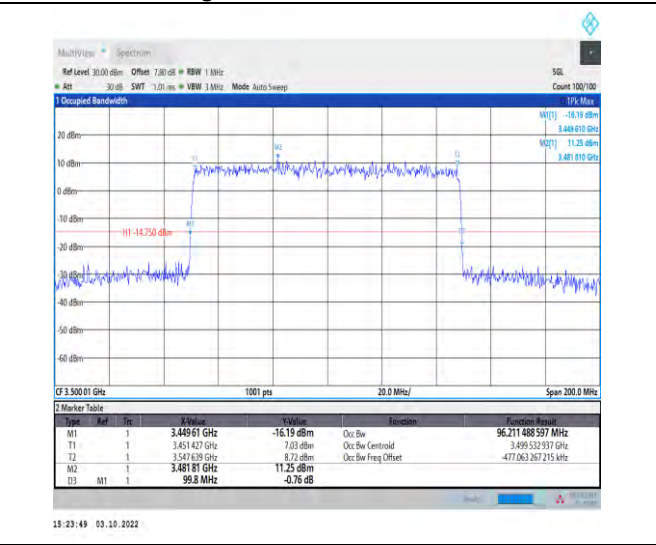 MultiView Spectrum
Ref Level 30.00 dBm Offset 7.80 dB RBW 1 MHz SGL
Att 30 dB SWT 1.01 ms VBW 3 MHz Mode Auto Sweep Count 100/100
1 Occupied Bandwidth 1Pk Max
M1[1] -16.19 dBm
3.449 610 GHz
M2[1] 11.25 dBm
3.481 810 GHz
20 dBm
M2
T1 T2
10 dBm
0 dBm
-10 dBm
M1
H1 -14.750 dBm
-20 dBm
-30 dBm
-40 dBm
-50 dBm
-60 dBm
CF 3.500 01 GHz 1001 pts 20.0 MHz/ Span 200.0 MHz
2 Marker Table
Type Ref Trc X-Value Y-Value Function Function Result
M1 1 3.449 61 GHz -16.19 dBm Occ Bw 96.211 488 597 MHz
T1 1 3.451 427 GHz 7.03 dBm Occ Bw Centroid 3.499 532 937 GHz
T2 1 3.547 639 GHz 8.72 dBm Occ Bw Freq Offset -477.063 267 215 kHz
M2 1 3.481 81 GHz 11.25 dBm
D3 M1 1 99.8 MHz -0.76 dB
15:23:49 03.10.2022